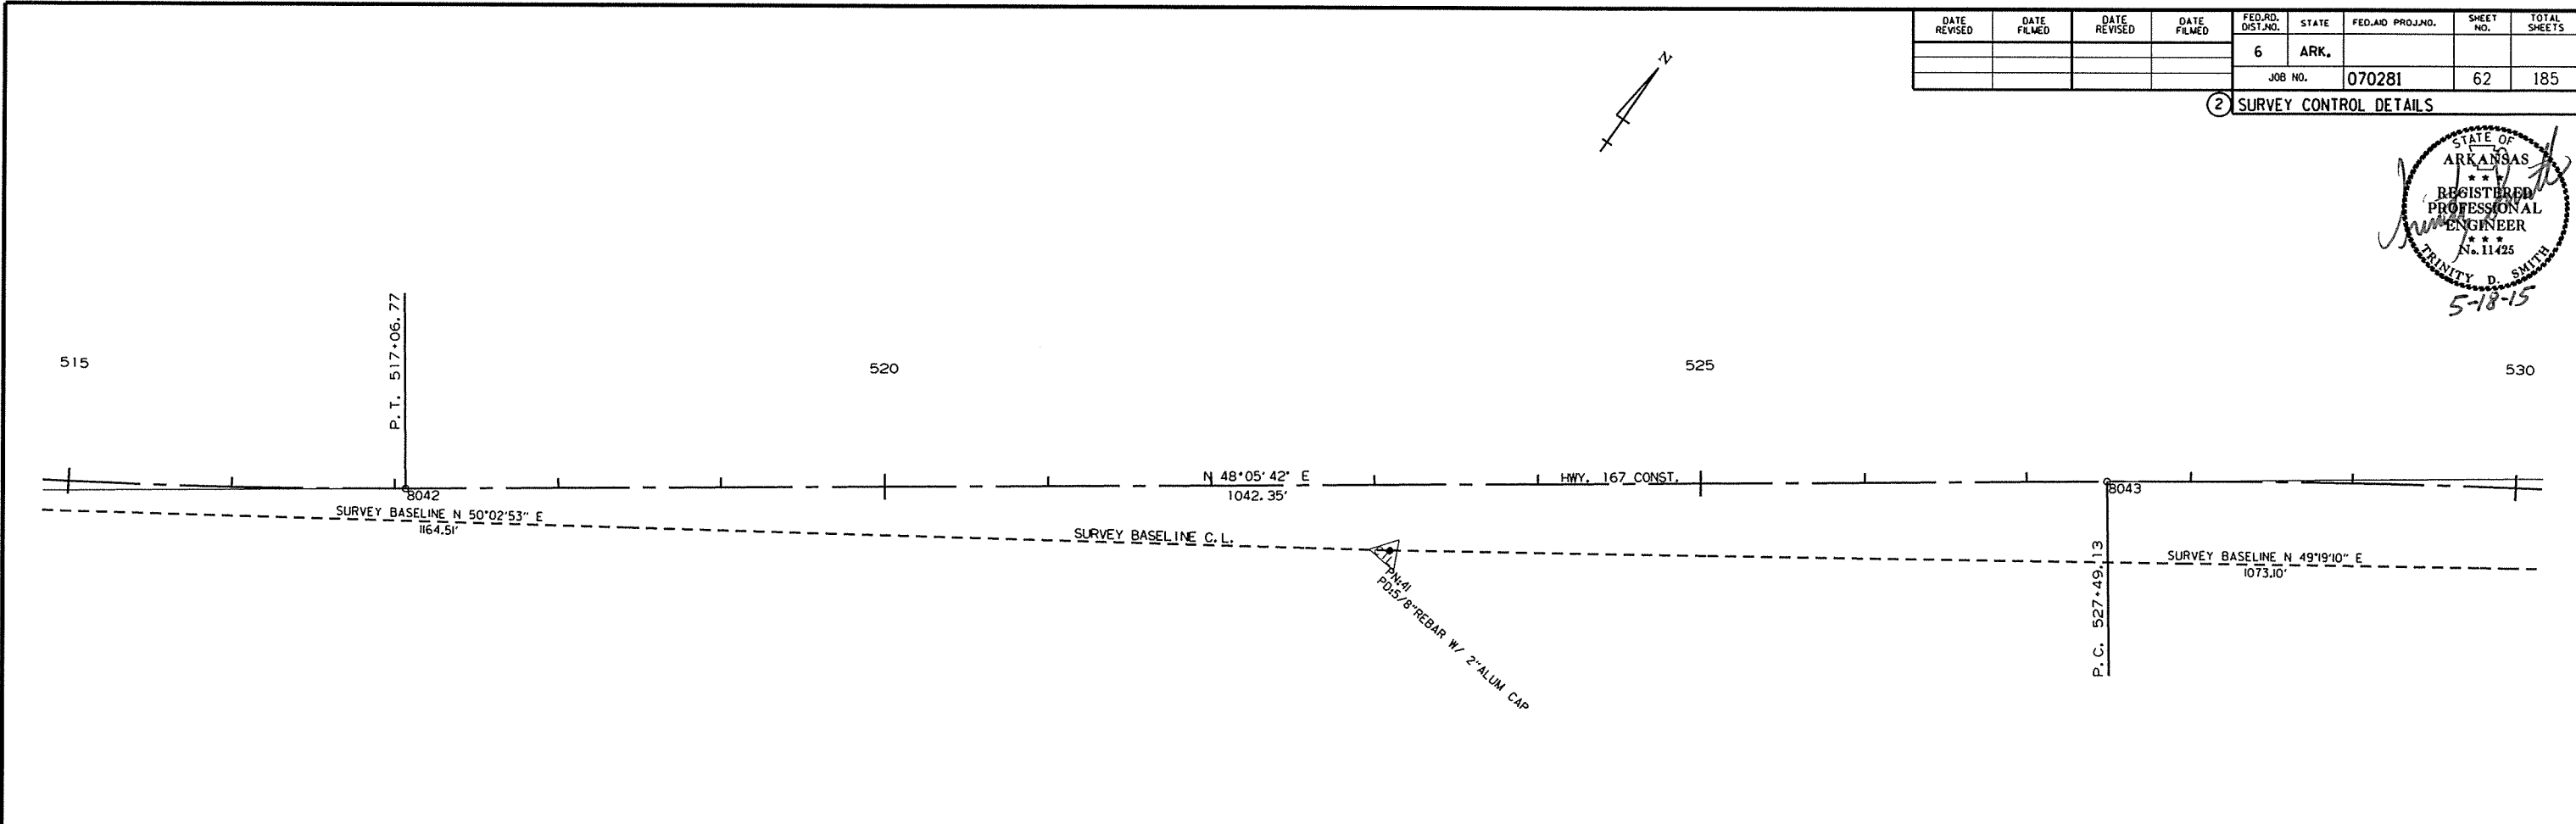 DATE REVISED
DATE FILMED
DATE REVISED
DATE FILMED
FED.RD. DIST.NO.
STATE
FED.AID PROJ.NO.
SHEET NO.
TOTAL SHEETS
6
ARK.
JOB NO.
070281
62
185
2
SURVEY CONTROL DETAILS
N
STATE OF
ARKANSAS
★ ★ ★
REGISTERED
PROFESSIONAL
ENGINEER
★ ★ ★
No. 11425
TRINITY D. SMITH
5-18-15
515
P.T. 517+06.77
520
525
530
8042
N 48°05'42" E
1042.35'
HWY. 167 CONST.
8043
SURVEY BASELINE N 50°02'53" E
1164.51'
SURVEY BASELINE C.L.
PN:41
PD:5/8"REBAR W/ 2"ALUM CAP
P.C. 527+49.13
SURVEY BASELINE N 49°19'10" E
1073.10'